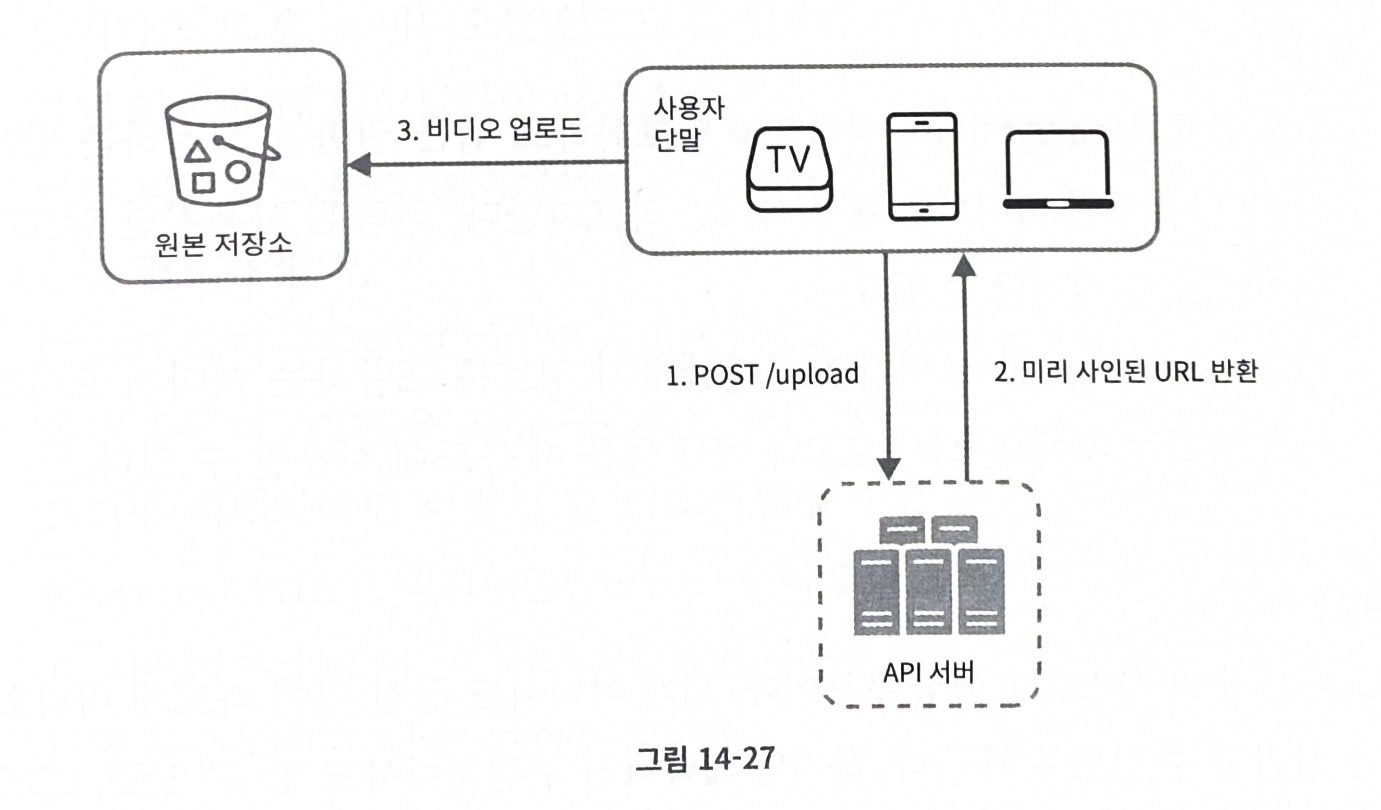 사용자
단말
TV
3. 비디오 업로드
원본 저장소
1. POST /upload
2. 미리 사인된 URL 반환
API 서버
그림 14-27